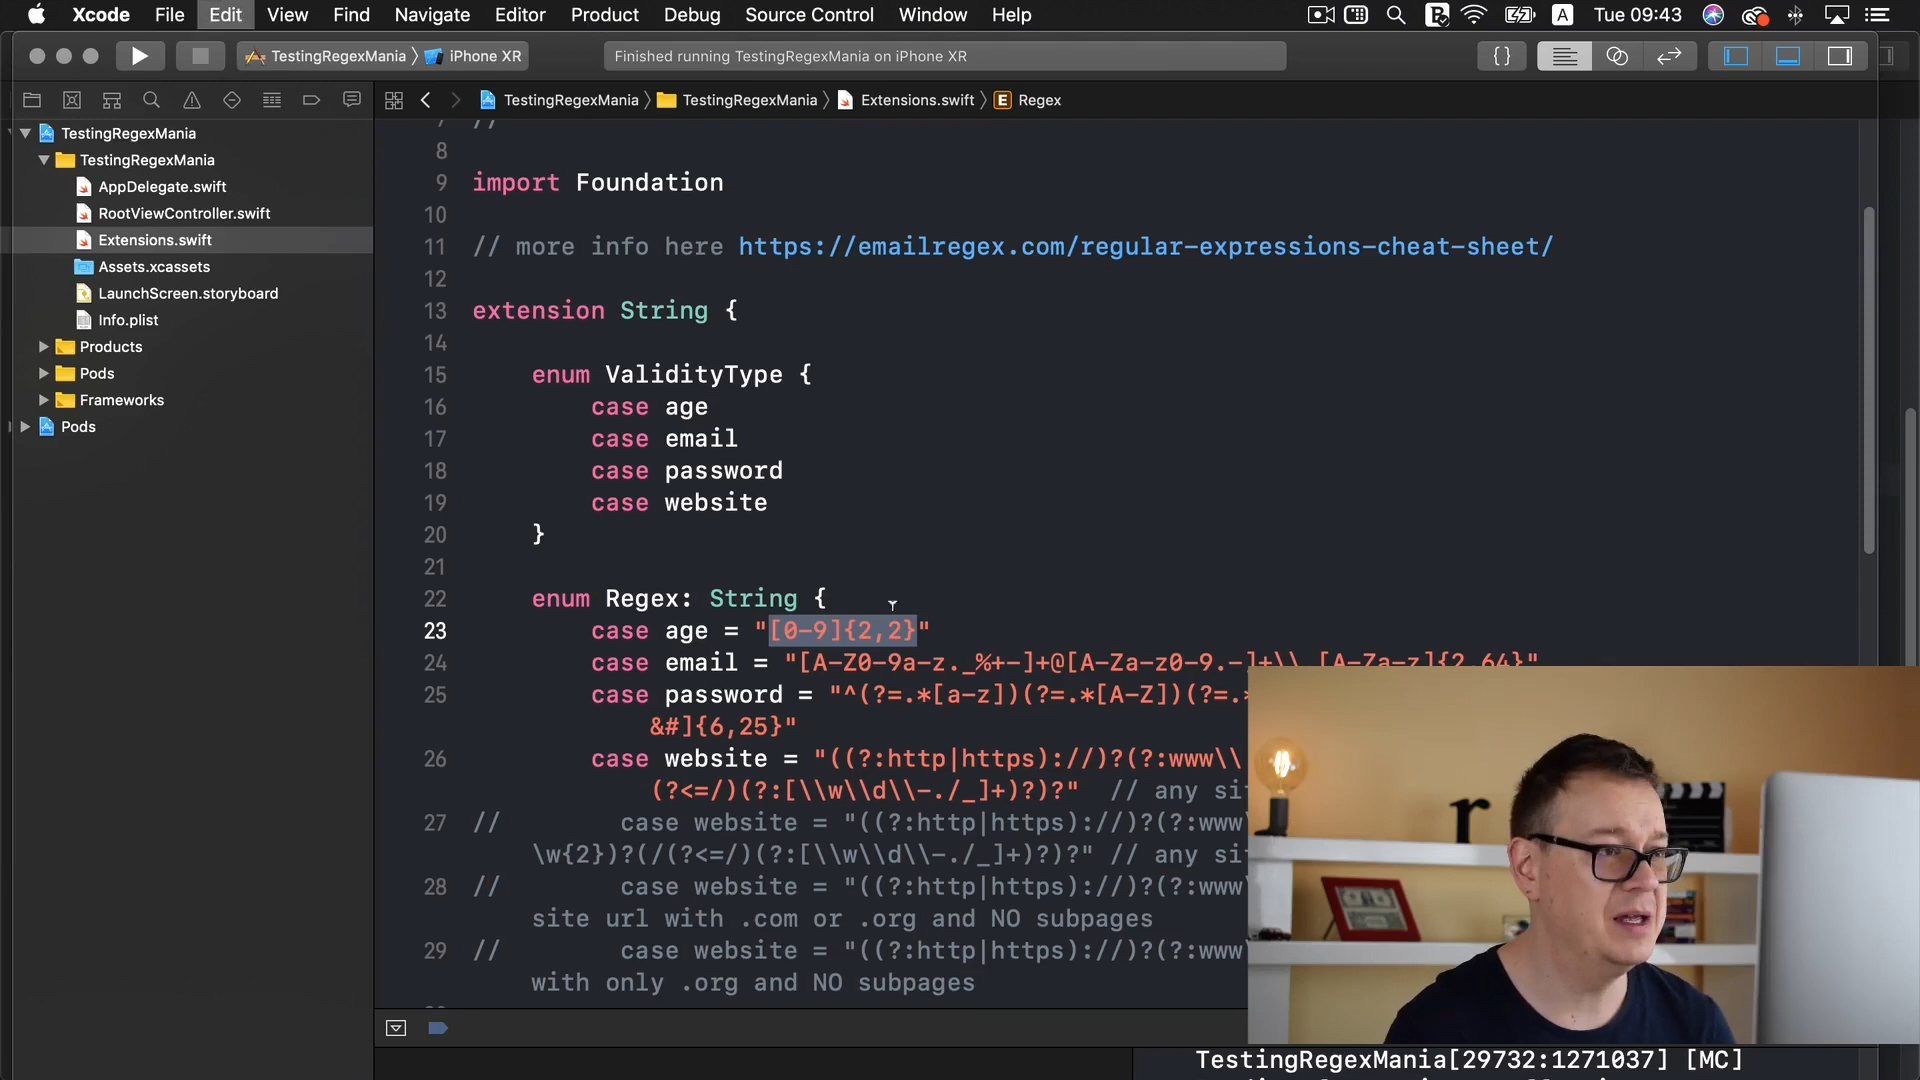 Xcode File Edit View Find Navigate Editor Product Debug Source Control Window Help A Tue 09:43
TestingRegexMania iPhone XR Finished running TestingRegexMania on iPhone XR {}
TestingRegexMania TestingRegexMania Extensions.swift E Regex
TestingRegexMania
TestingRegexMania
AppDelegate.swift
RootViewController.swift
Extensions.swift
Assets.xcassets
LaunchScreen.storyboard
Info.plist
Products
Pods
Frameworks
Pods
7 //
8
9 import Foundation
10
11 // more info here https://emailregex.com/regular-expressions-cheat-sheet/
12
13 extension String {
14
15 enum ValidityType {
16 case age
17 case email
18 case password
19 case website
20 }
21
22 enum Regex: String {
23 case age = "[0-9]{2,2}"
24 case email = "[A-Z0-9a-z._%+-]+@[A-Za-z0-9.-]+\\.[A-Za-z]{2,64}"
25 case password = "^(?=.*[a-z])(?=.*[A-Z])(?=.*
&#]{6,25}"
26 case website = "((?:http|https)://)?(?:www\\
(?<=/)(?:[\\w\\d\\-./_]+)?)?" // any sit
27 // case website = "((?:http|https)://)?(?:www\
\w{2})?(/(?<=/)(?:[\\w\\d\\-./_]+)?)?" // any sit
28 // case website = "((?:http|https)://)?(?:www\
site url with .com or .org and NO subpages
29 // case website = "((?:http|https)://)?(?:www\
with only .org and NO subpages
TestingRegexMania[29732:1271037] [MC]